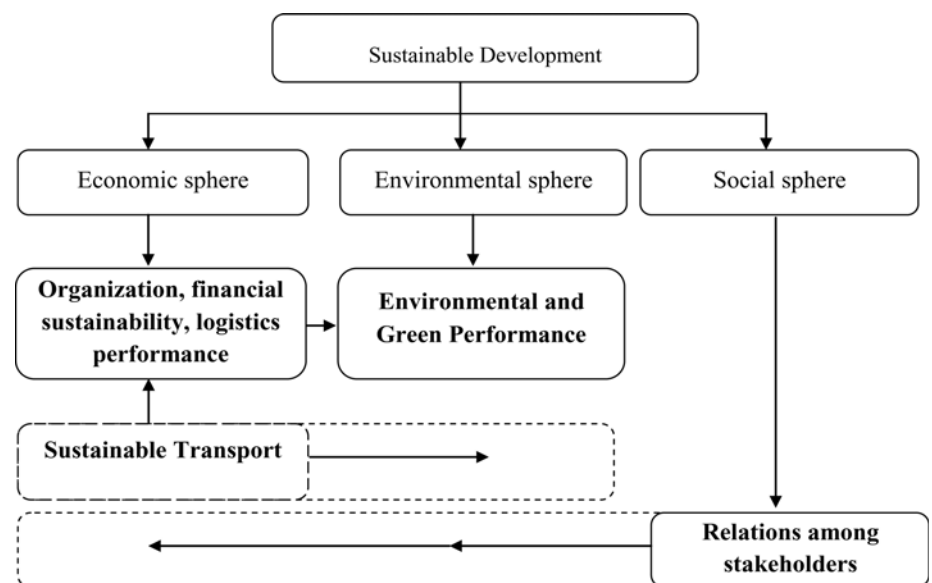 Sustainable Development
Economic sphere
Environmental sphere
Social sphere
Organization, financial
sustainability, logistics
performance
Environmental and
Green Performance
Sustainable Transport
Relations among
stakeholders